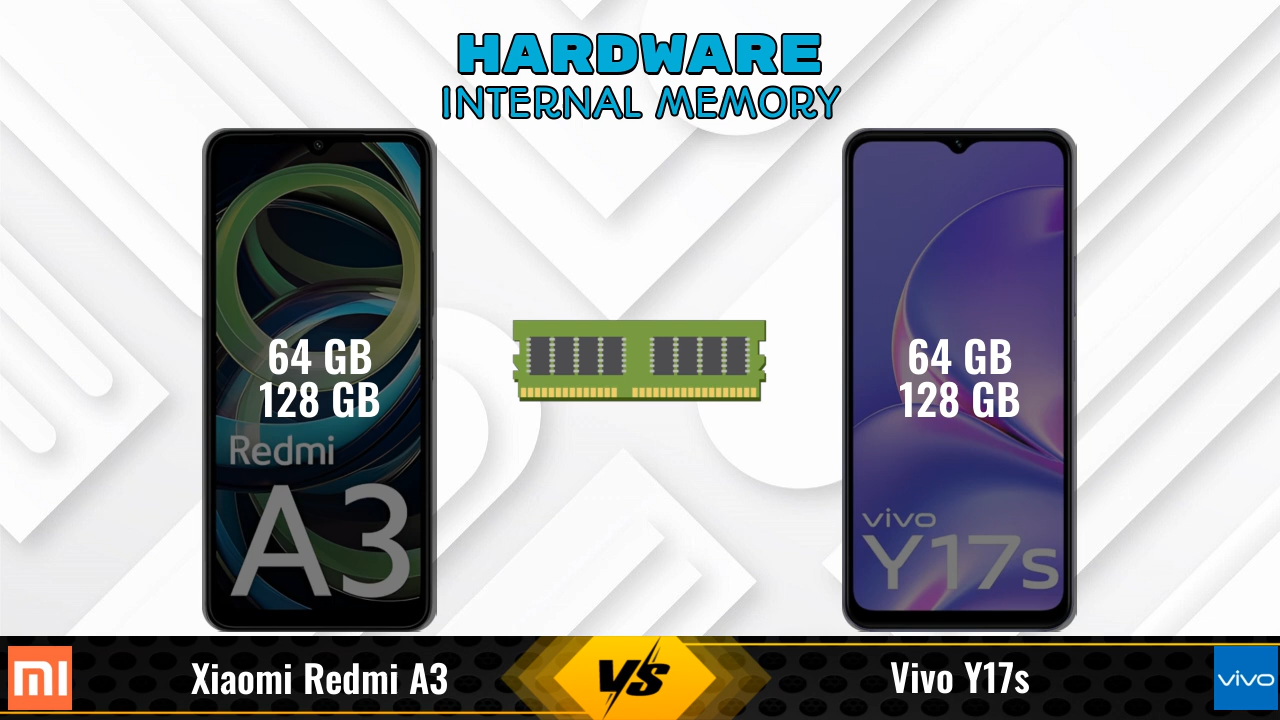 HARDWARE
INTERNAL MEMORY
64 GB
128 GB
Redmi
A3
64 GB
128 GB
vivo
Y17s
mi
Xiaomi Redmi A3
VS
Vivo Y17s
vivo